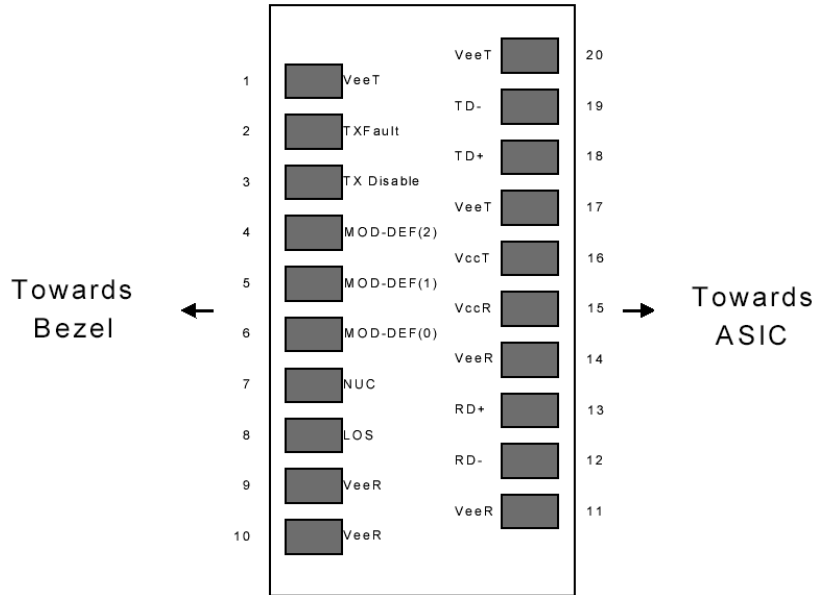 VeeT 20
1 VeeT
TD- 19
2 TXFault
TD+ 18
3 TX Disable
VeeT 17
4 MOD-DEF(2)
VccT 16
5 MOD-DEF(1)
VccR 15
6 MOD-DEF(0)
VeeR 14
7 NUC
RD+ 13
8 LOS
RD- 12
9 VeeR
VeeR 11
10 VeeR
Towards
Bezel
Towards
ASIC